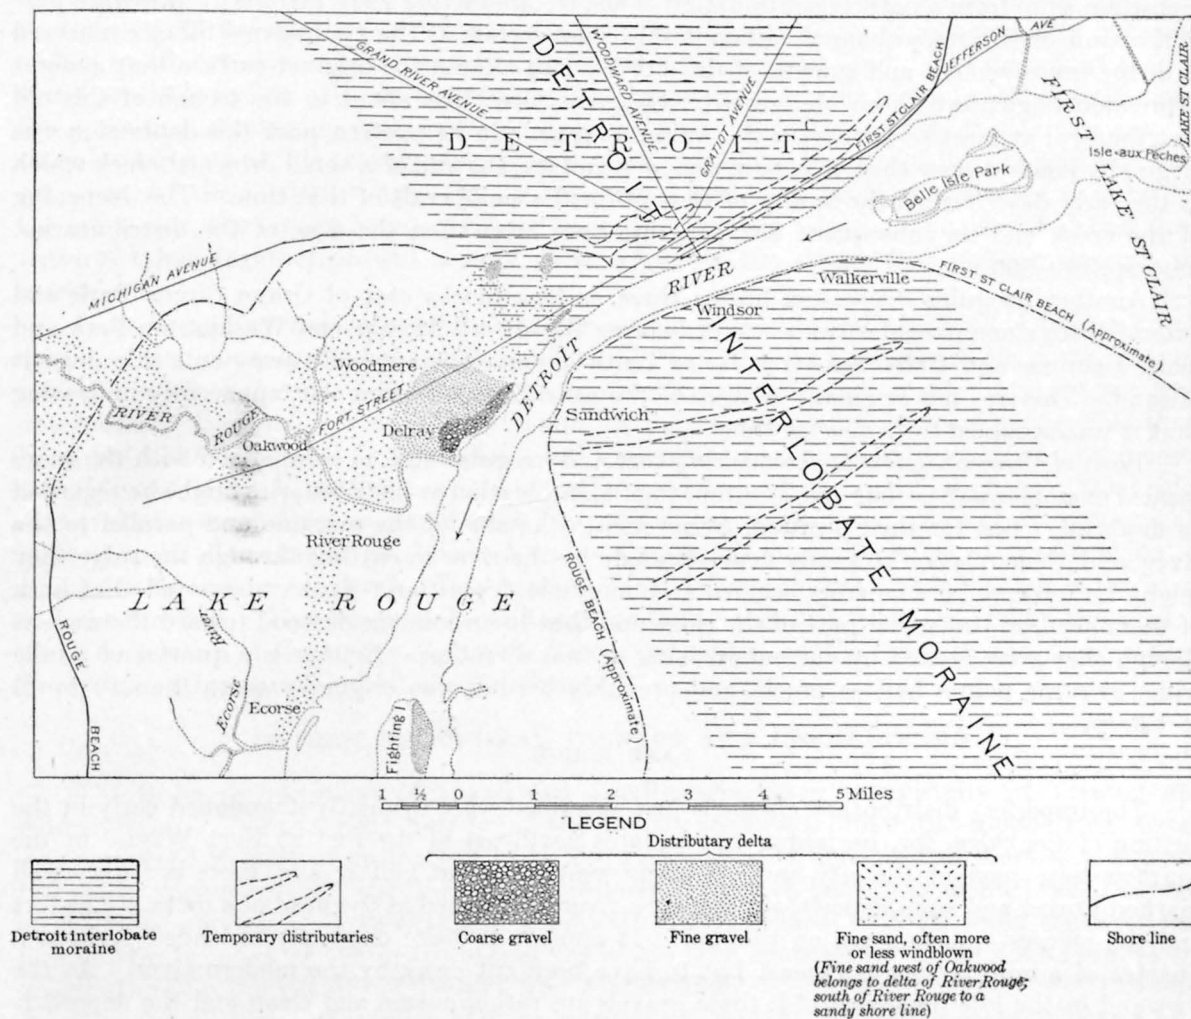 DETROIT
INTERLOBATE MORAINE
DETROIT
GRAND RIVER AVENUE
WOODWARD AVENUE
GRATIOT AVENUE
FIRST ST CLAIR BEACH
JEFFERSON AVE
FIRST LAKE ST CLAIR
LAKE ST CLAIR
Isle-aux Pêches
Belle Isle Park
MICHIGAN AVENUE
DETROIT RIVER
Walkerville
Windsor
FIRST ST CLAIR BEACH (Approximate)
Woodmere
FORT STREET
Delray
Sandwich
RIVER ROUGE
Oakwood
River Rouge
LAKE ROUGE
ROUGE BEACH
ROUGE BEACH (Approximate)
Ecorse
Fighting I
1 ½ 0 1 2 3 4 5 Miles
LEGEND
Distributary delta
Detroit interlobate
moraine
Temporary distributaries
Coarse gravel
Fine gravel
Fine sand, often more
or less windblown
(Fine sand west of Oakwood
belongs to delta of River Rouge;
south of River Rouge to a
sandy shore line)
Shore line